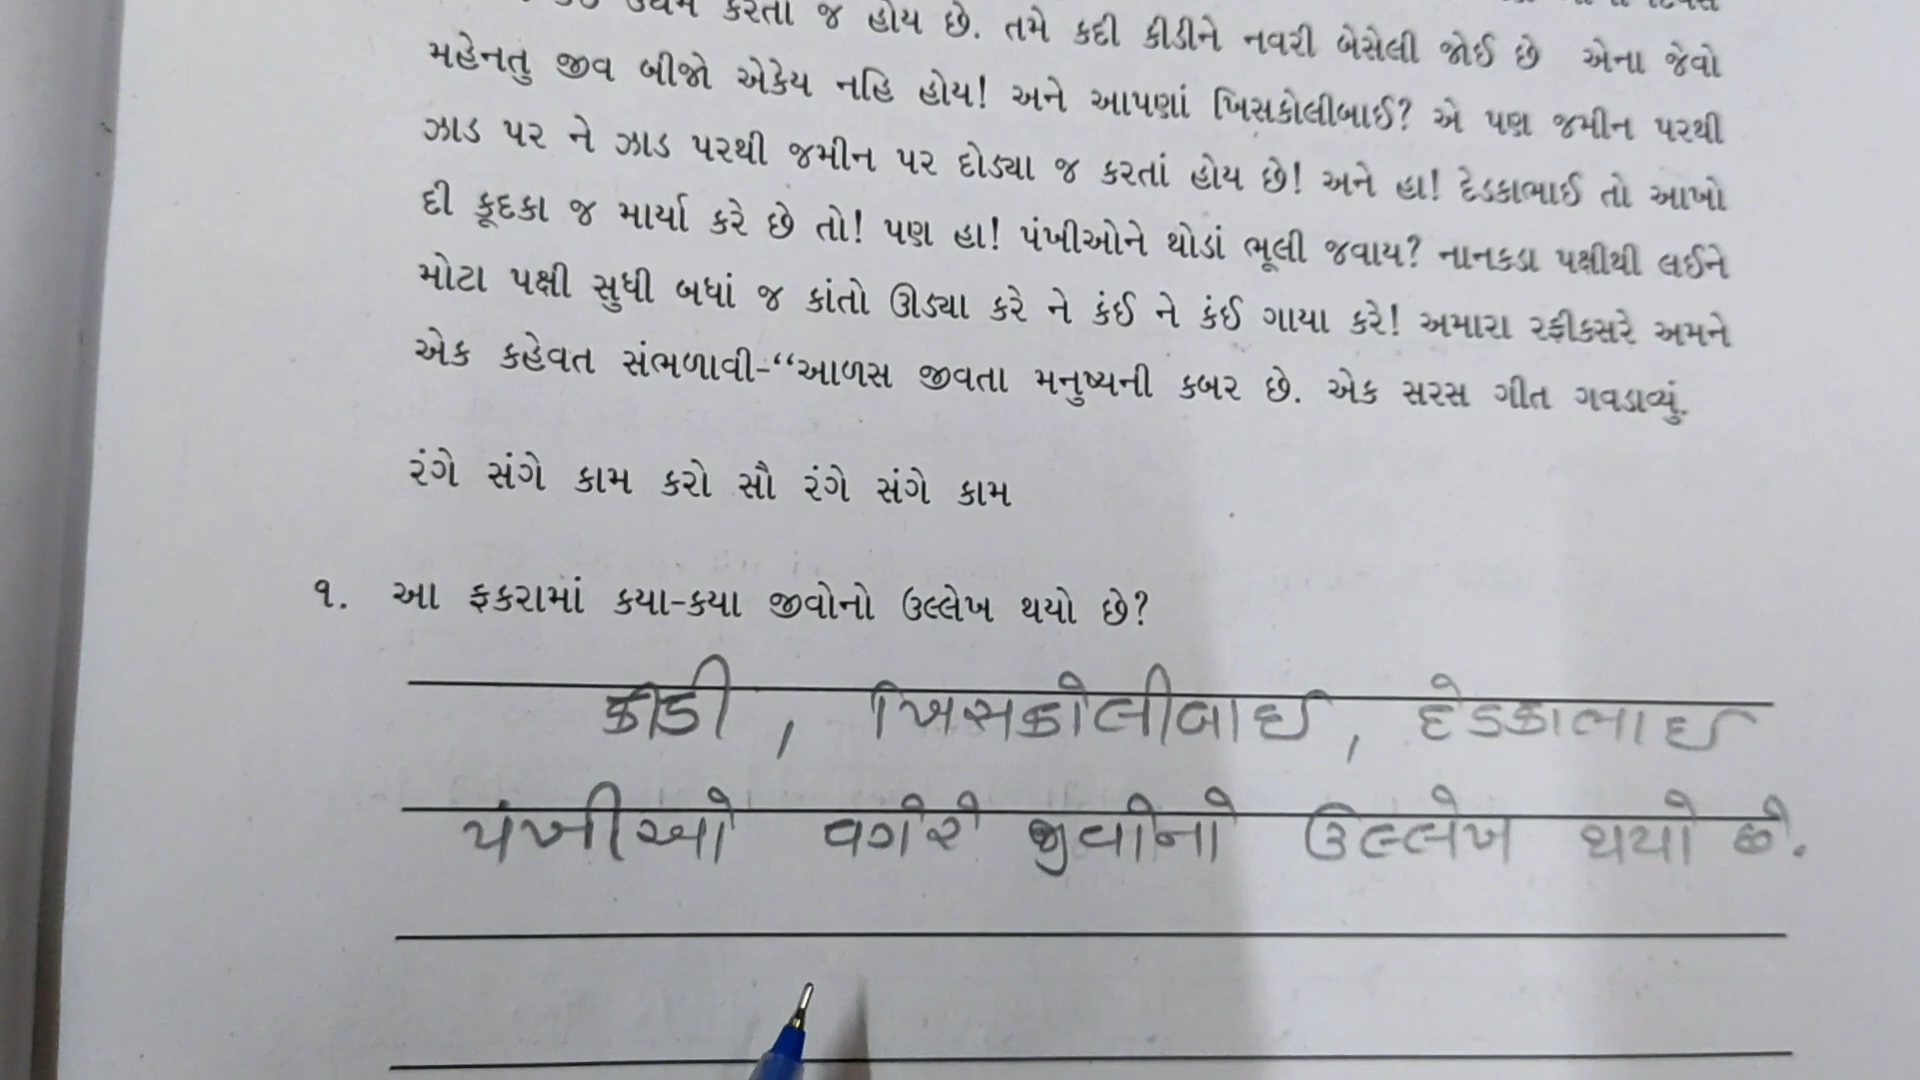 ઉદ્યમ કરતા જ હોય છે. તમે કદી કીડીને નવરી બેસેલી જોઈ છે એના જેવો
મહેનતુ જીવ બીજો એકેય નહિ હોય! અને આપણાં ખિસકોલીબાઈ? એ પણ જમીન પરથી
ઝાડ પર ને ઝાડ પરથી જમીન પર દોડ્યા જ કરતાં હોય છે! અને હા! દેડકાભાઈ તો આખો
દી કૂદકા જ માર્યા કરે છે તો! પણ હા! પંખીઓને થોડાં ભૂલી જવાય? નાનકડા પક્ષીથી લઈને
મોટા પક્ષી સુધી બધાં જ કાંતો ઊડ્યા કરે ને કંઈ ને કંઈ ગાયા કરે! અમારા રફીકસરે અમને
એક કહેવત સંભળાવી-“આળસ જીવતા મનુષ્યની કબર છે. એક સરસ ગીત ગવડાવ્યું.
રંગે સંગે કામ કરો સૌ રંગે સંગે કામ
૧. આ ફકરામાં કયા-કયા જીવોનો ઉલ્લેખ થયો છે?
કીડી , ખિસકોલીબાઈ , દેડકાભાઈ
પંખીઓ વગેરે જીવોનો ઉલ્લેખ થયો છે.